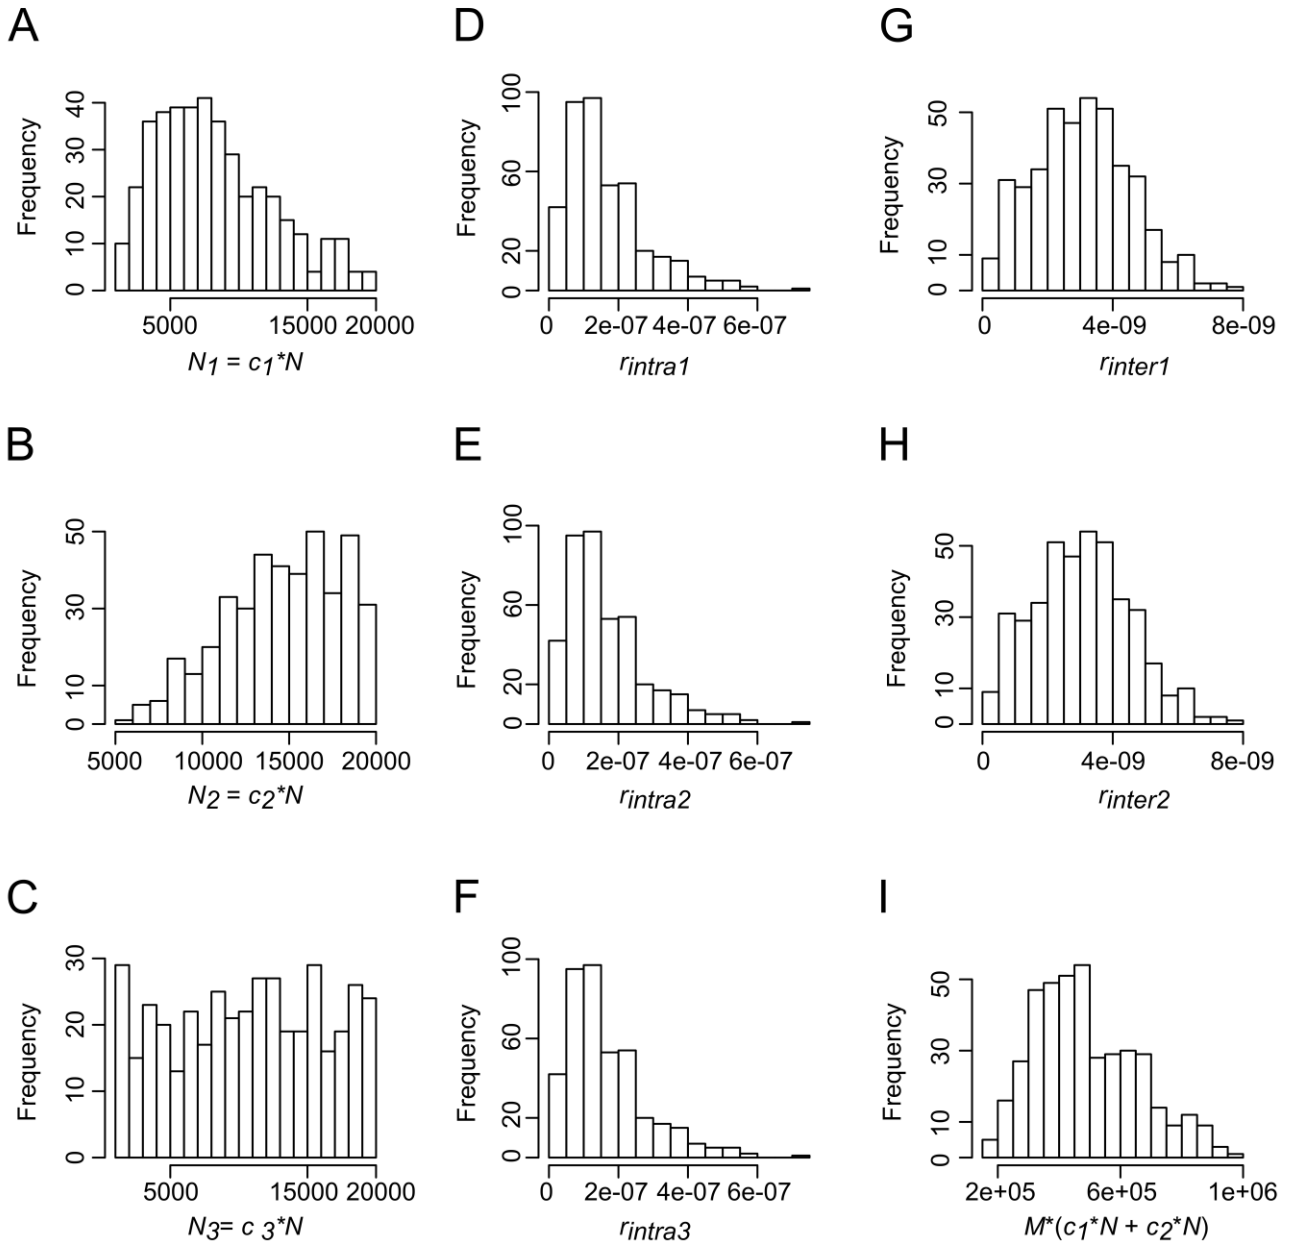 A
D
G
Frequency
0 10 20 30 40
5000 15000 20000
N1 = c1*N
Frequency
0 20 60 100
0 2e-07 4e-07 6e-07
rintra1
Frequency
0 10 30 50
0 4e-09 8e-09
rinter1
B
E
H
Frequency
0 10 30 50
5000 10000 15000 20000
N2 = c2*N
Frequency
0 20 60 100
0 2e-07 4e-07 6e-07
rintra2
Frequency
0 10 30 50
0 4e-09 8e-09
rinter2
C
F
I
Frequency
0 10 20 30
5000 15000 20000
N3= c 3*N
Frequency
0 20 60 100
0 2e-07 4e-07 6e-07
rintra3
Frequency
0 10 30 50
2e+05 6e+05 1e+06
M*(c1*N + c2*N)